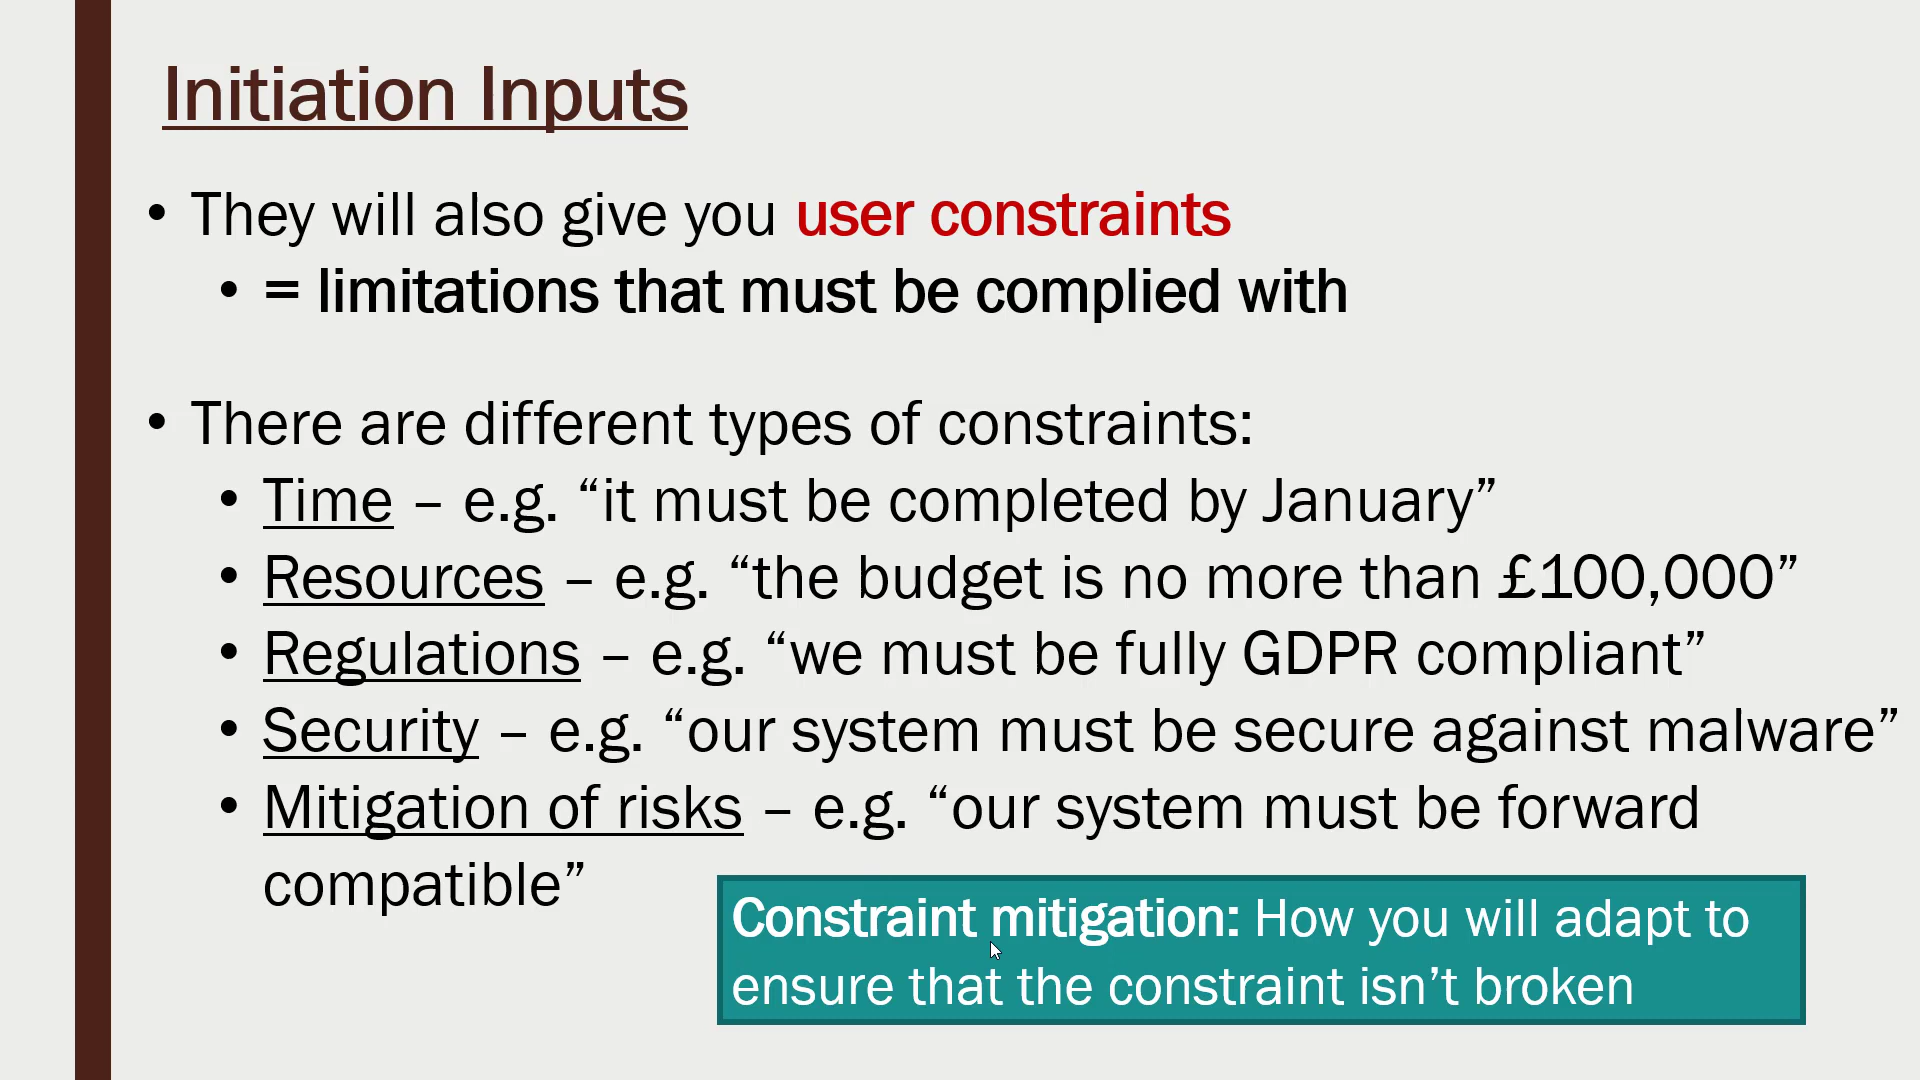 Initiation Inputs
• They will also give you user constraints
• = limitations that must be complied with
• There are different types of constraints:
• Time – e.g. “it must be completed by January”
• Resources – e.g. “the budget is no more than £100,000”
• Regulations – e.g. “we must be fully GDPR compliant”
• Security – e.g. “our system must be secure against malware”
• Mitigation of risks – e.g. “our system must be forward
compatible”
Constraint mitigation: How you will adapt to
ensure that the constraint isn’t broken